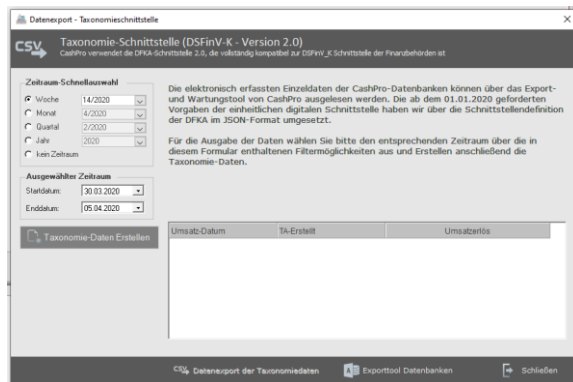 Datenexport - Taxonomieschnittstelle
CSV
Taxonomie-Schnittstelle (DSFinV-K - Version 2.0)
CashPro verwendet die DFKA-Schnittstelle 2.0, die vollständig kompatibel zur DSFinV_K Schnittstelle der Finanzbehörden ist
Zeitraum-Schnellauswahl
Woche 14/2020
Monat 4/2020
Quartal 2/2020
Jahr 2020
kein Zeitraum
Ausgewählter Zeitraum
Startdatum: 30.03.2020
Enddatum: 05.04.2020
Taxonomie-Daten Erstellen
Die elektronisch erfassten Einzeldaten der CashPro-Datenbanken können über das Export-
und Wartungstool von CashPro ausgelesen werden. Die ab dem 01.01.2020 geforderten
Vorgaben der einheitlichen digitalen Schnittstelle haben wir über die Schnittstellendefinition
der DFKA im JSON-Format umgesetzt.
Für die Ausgabe der Daten wählen Sie bitte den entsprechenden Zeitraum über die in
diesem Formular enthaltenen Filtermöglichkeiten aus und Erstellen anschließend die
Taxonomie-Daten.
Umsatz-Datum TA-Erstellt Umsatzerlös
CSV Datenexport der Taxonomiedaten Exporttool Datenbanken Schließen